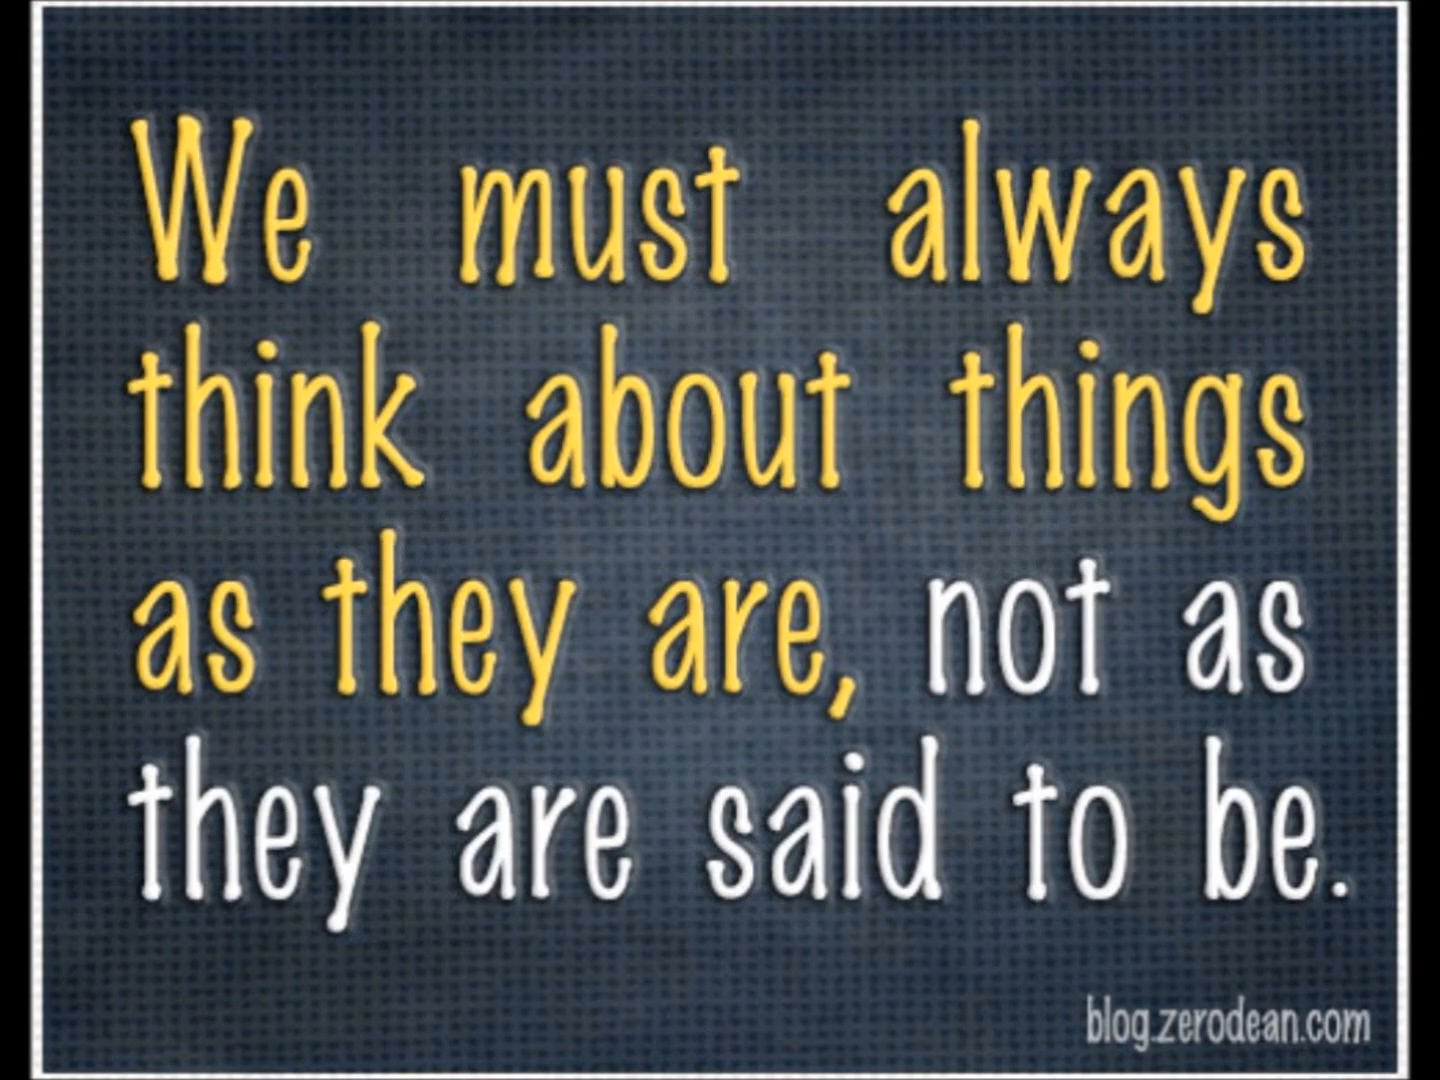 We must always
think about things
as they are, not as
they are said to be.
blog.zerodean.com